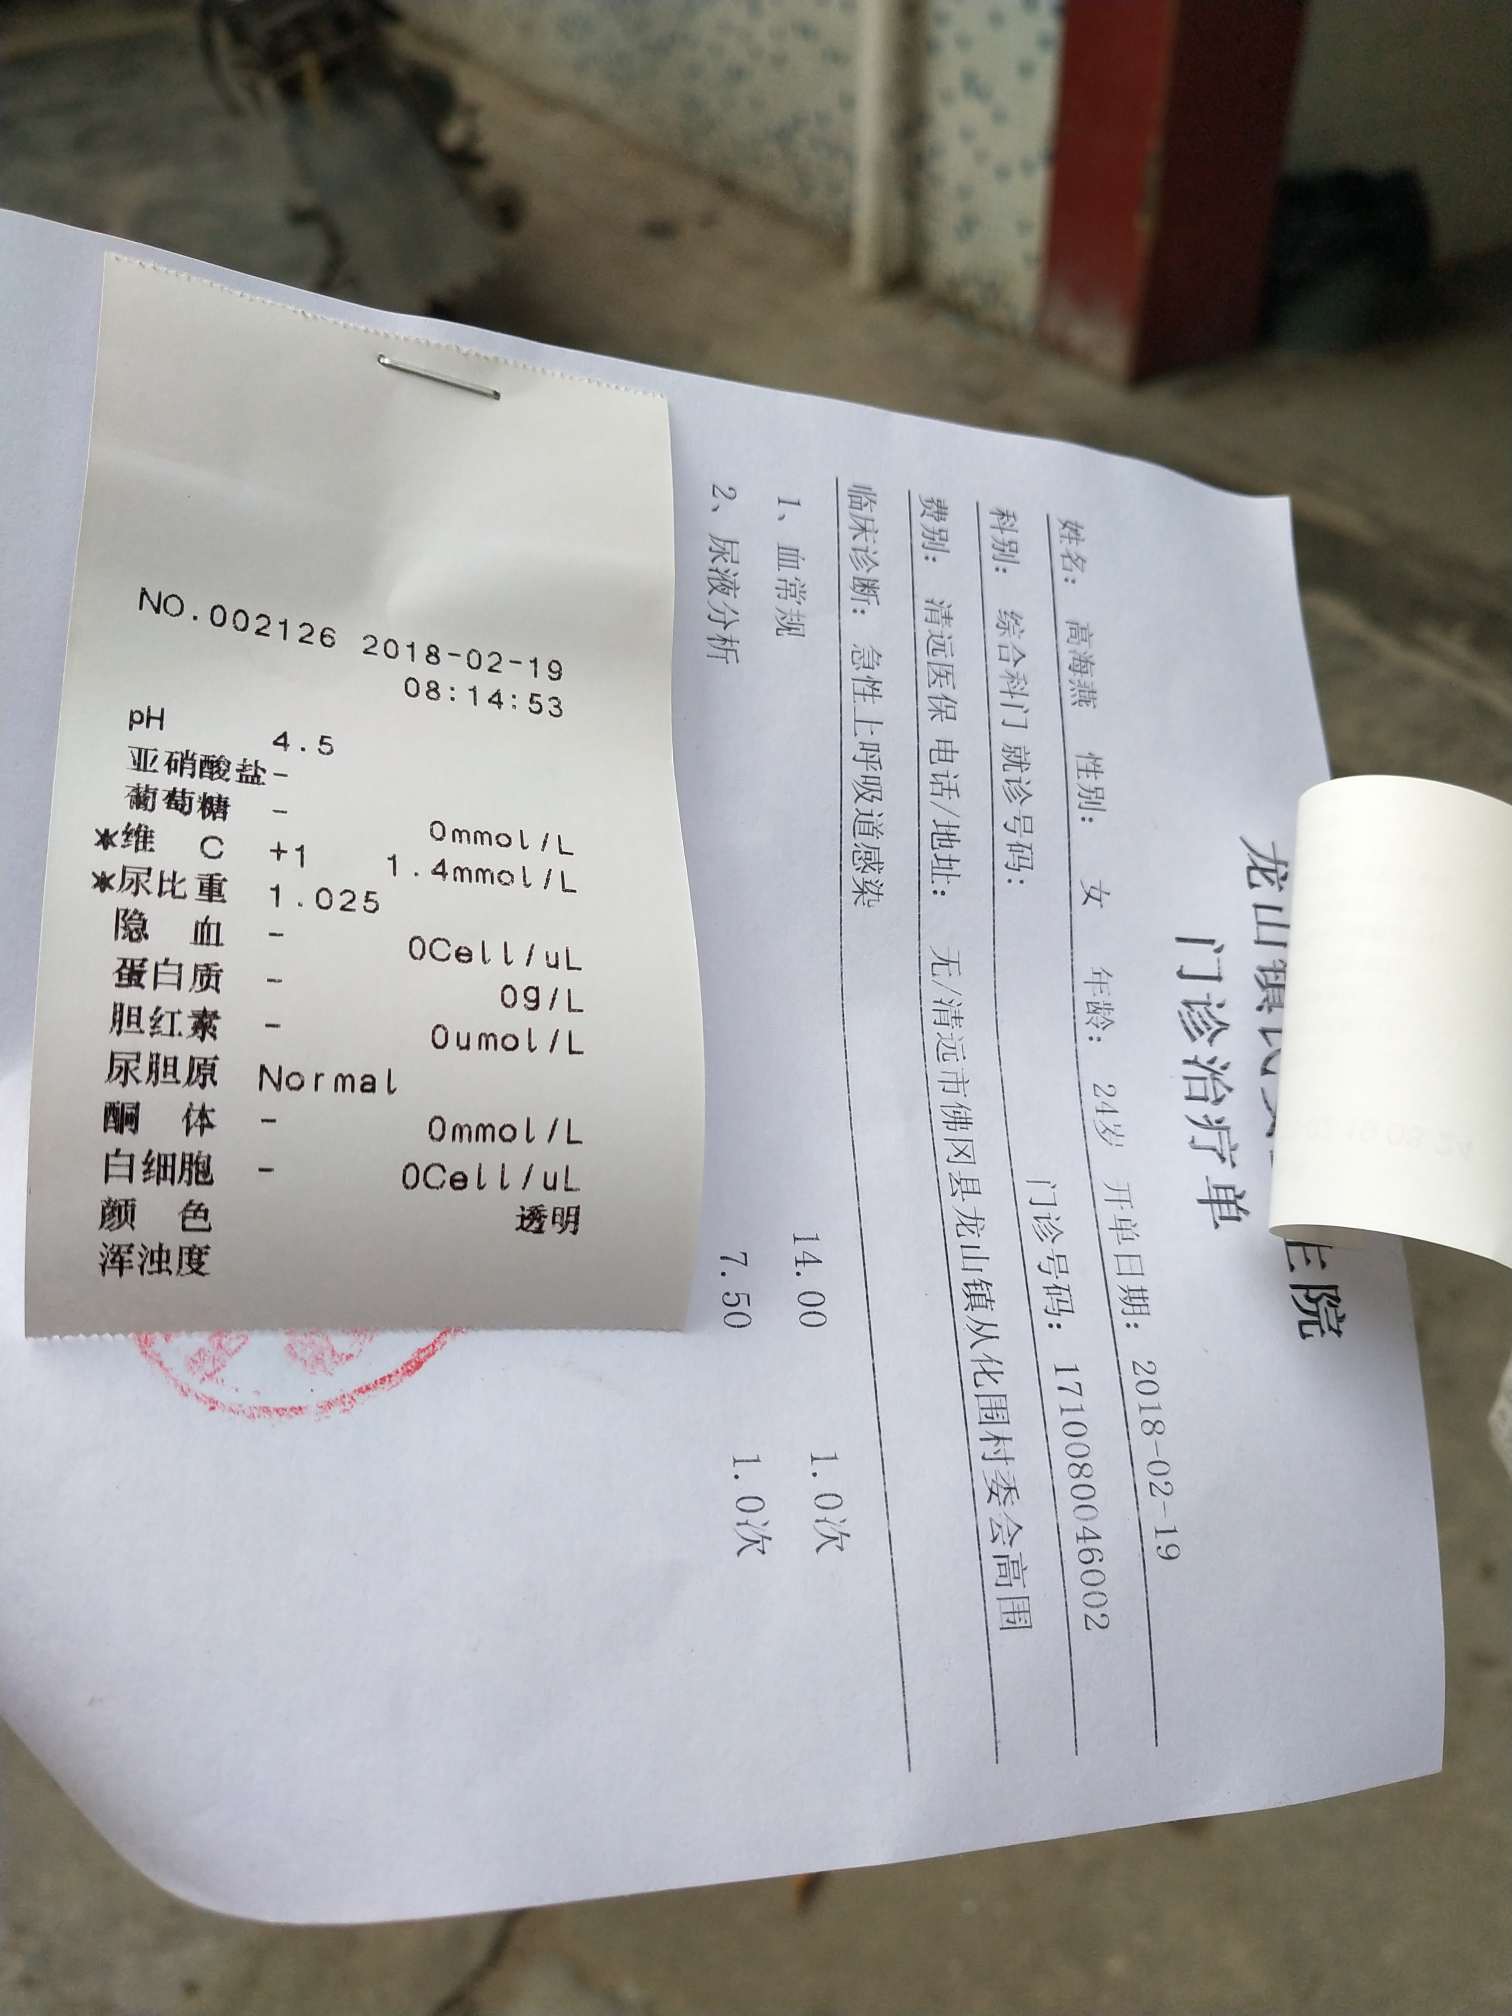 NO.002126 2018-02-19
08:14:53
pH 4.5
亚硝酸盐-
葡萄糖 - 0mmol/L
*维 C +1 1.4mmol/L
*尿比重 1.025
隐 血 - 0Cell/uL
蛋白质 - 0g/L
胆红素 - 0umol/L
尿胆原 Normal
酮 体 - 0mmol/L
白细胞 - 0Cell/uL
颜 色
浑浊度 透明
龙山镇 生院
门诊治疗单
姓名: 高海燕 性别: 女 年龄: 24岁 开单日期: 2018-02-19
科别: 综合科门 就诊号码: 门诊号码: 1710080046002
费别: 清远医保 电话/地址: 无/清远市佛冈县龙山镇从化围村委会高围
临床诊断: 急性上呼吸道感染
1、血常规 14.00 1.0次
2、尿液分析 7.50 1.0次